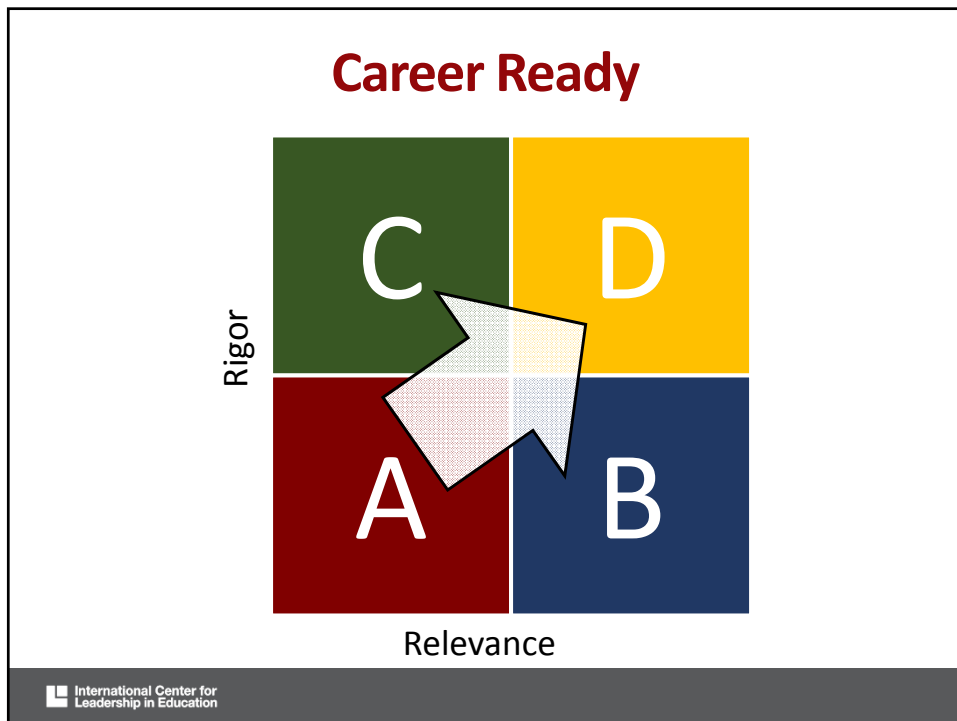 Career Ready
C D
Rigor
A B
Relevance
International Center for
Leadership in Education